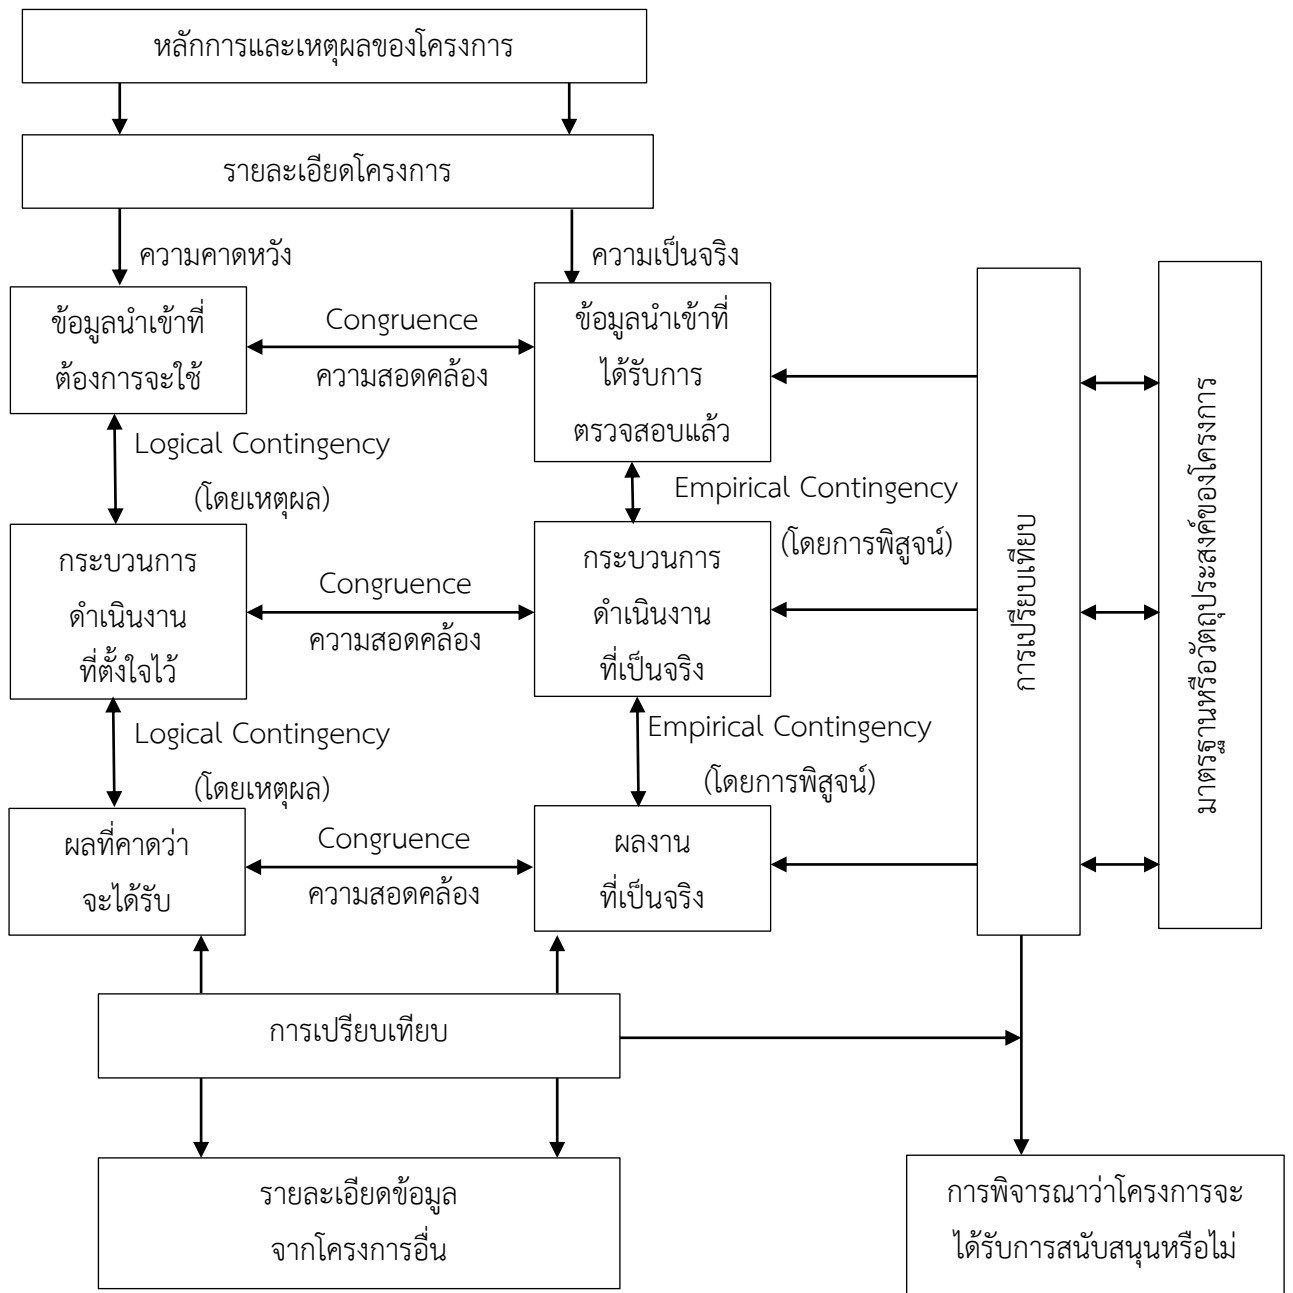 หลักการและเหตุผลของโครงการ
รายละเอียดโครงการ
ความคาดหวัง
ความเป็นจริง
ข้อมูลนำเข้าที่
ต้องการจะใช้
Congruence
ความสอดคล้อง
ข้อมูลนำเข้าที่
ได้รับการ
ตรวจสอบแล้ว
Logical Contingency
(โดยเหตุผล)
Empirical Contingency
(โดยการพิสูจน์)
กระบวนการ
ดำเนินงาน
ที่ตั้งใจไว้
Congruence
ความสอดคล้อง
กระบวนการ
ดำเนินงาน
ที่เป็นจริง
Logical Contingency
(โดยเหตุผล)
Empirical Contingency
(โดยการพิสูจน์)
ผลที่คาดว่า
จะได้รับ
Congruence
ความสอดคล้อง
ผลงาน
ที่เป็นจริง
การเปรียบเทียบ
มาตรฐานหรือวัตถุประสงค์ของโครงการ
การเปรียบเทียบ
รายละเอียดข้อมูล
จากโครงการอื่น
การพิจารณาว่าโครงการจะ
ได้รับการสนับสนุนหรือไม่